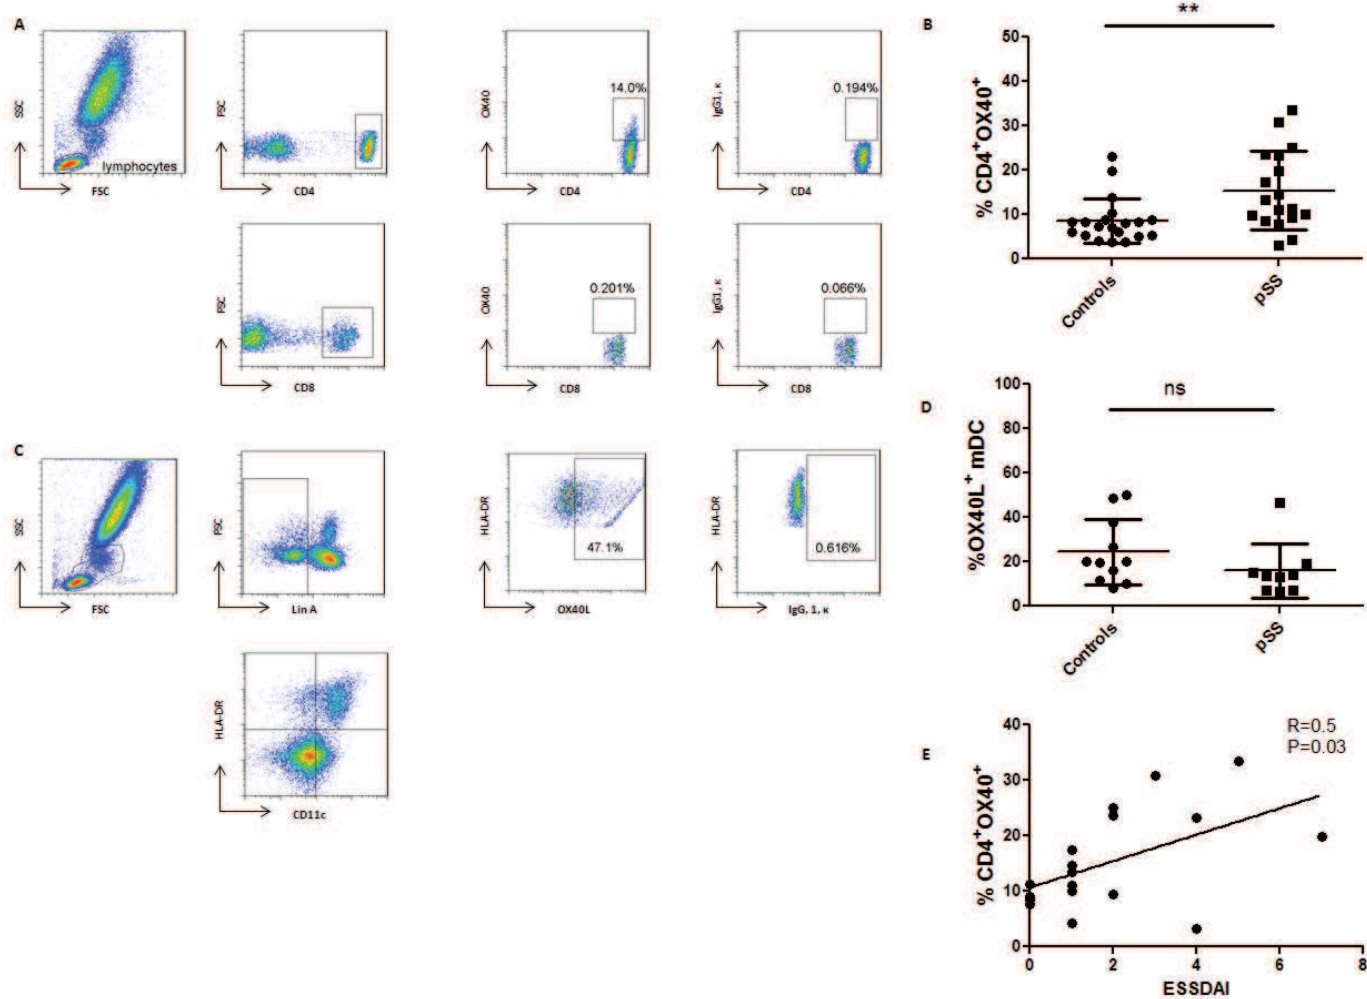 A
SSC
lymphocytes
FSC
FSC
CD4
OX40
14.0%
CD4
IgG1, κ
0.194%
CD4
FSC
CD8
OX40
0.201%
CD8
IgG1, κ
0.066%
CD8
B
**
% CD4+OX40+
50
40
30
20
10
0
Controls
pSS
C
SSC
FSC
FSC
Lin A
HLA-DR
47.1%
OX40L
HLA-DR
0.616%
IgG, 1, κ
HLA-DR
CD11c
D
ns
%OX40L+ mDC
100
80
60
40
20
0
Controls
pSS
E
R=0.5
P=0.03
% CD4+OX40+
40
30
20
10
0
0 2 4 6 8
ESSDAI